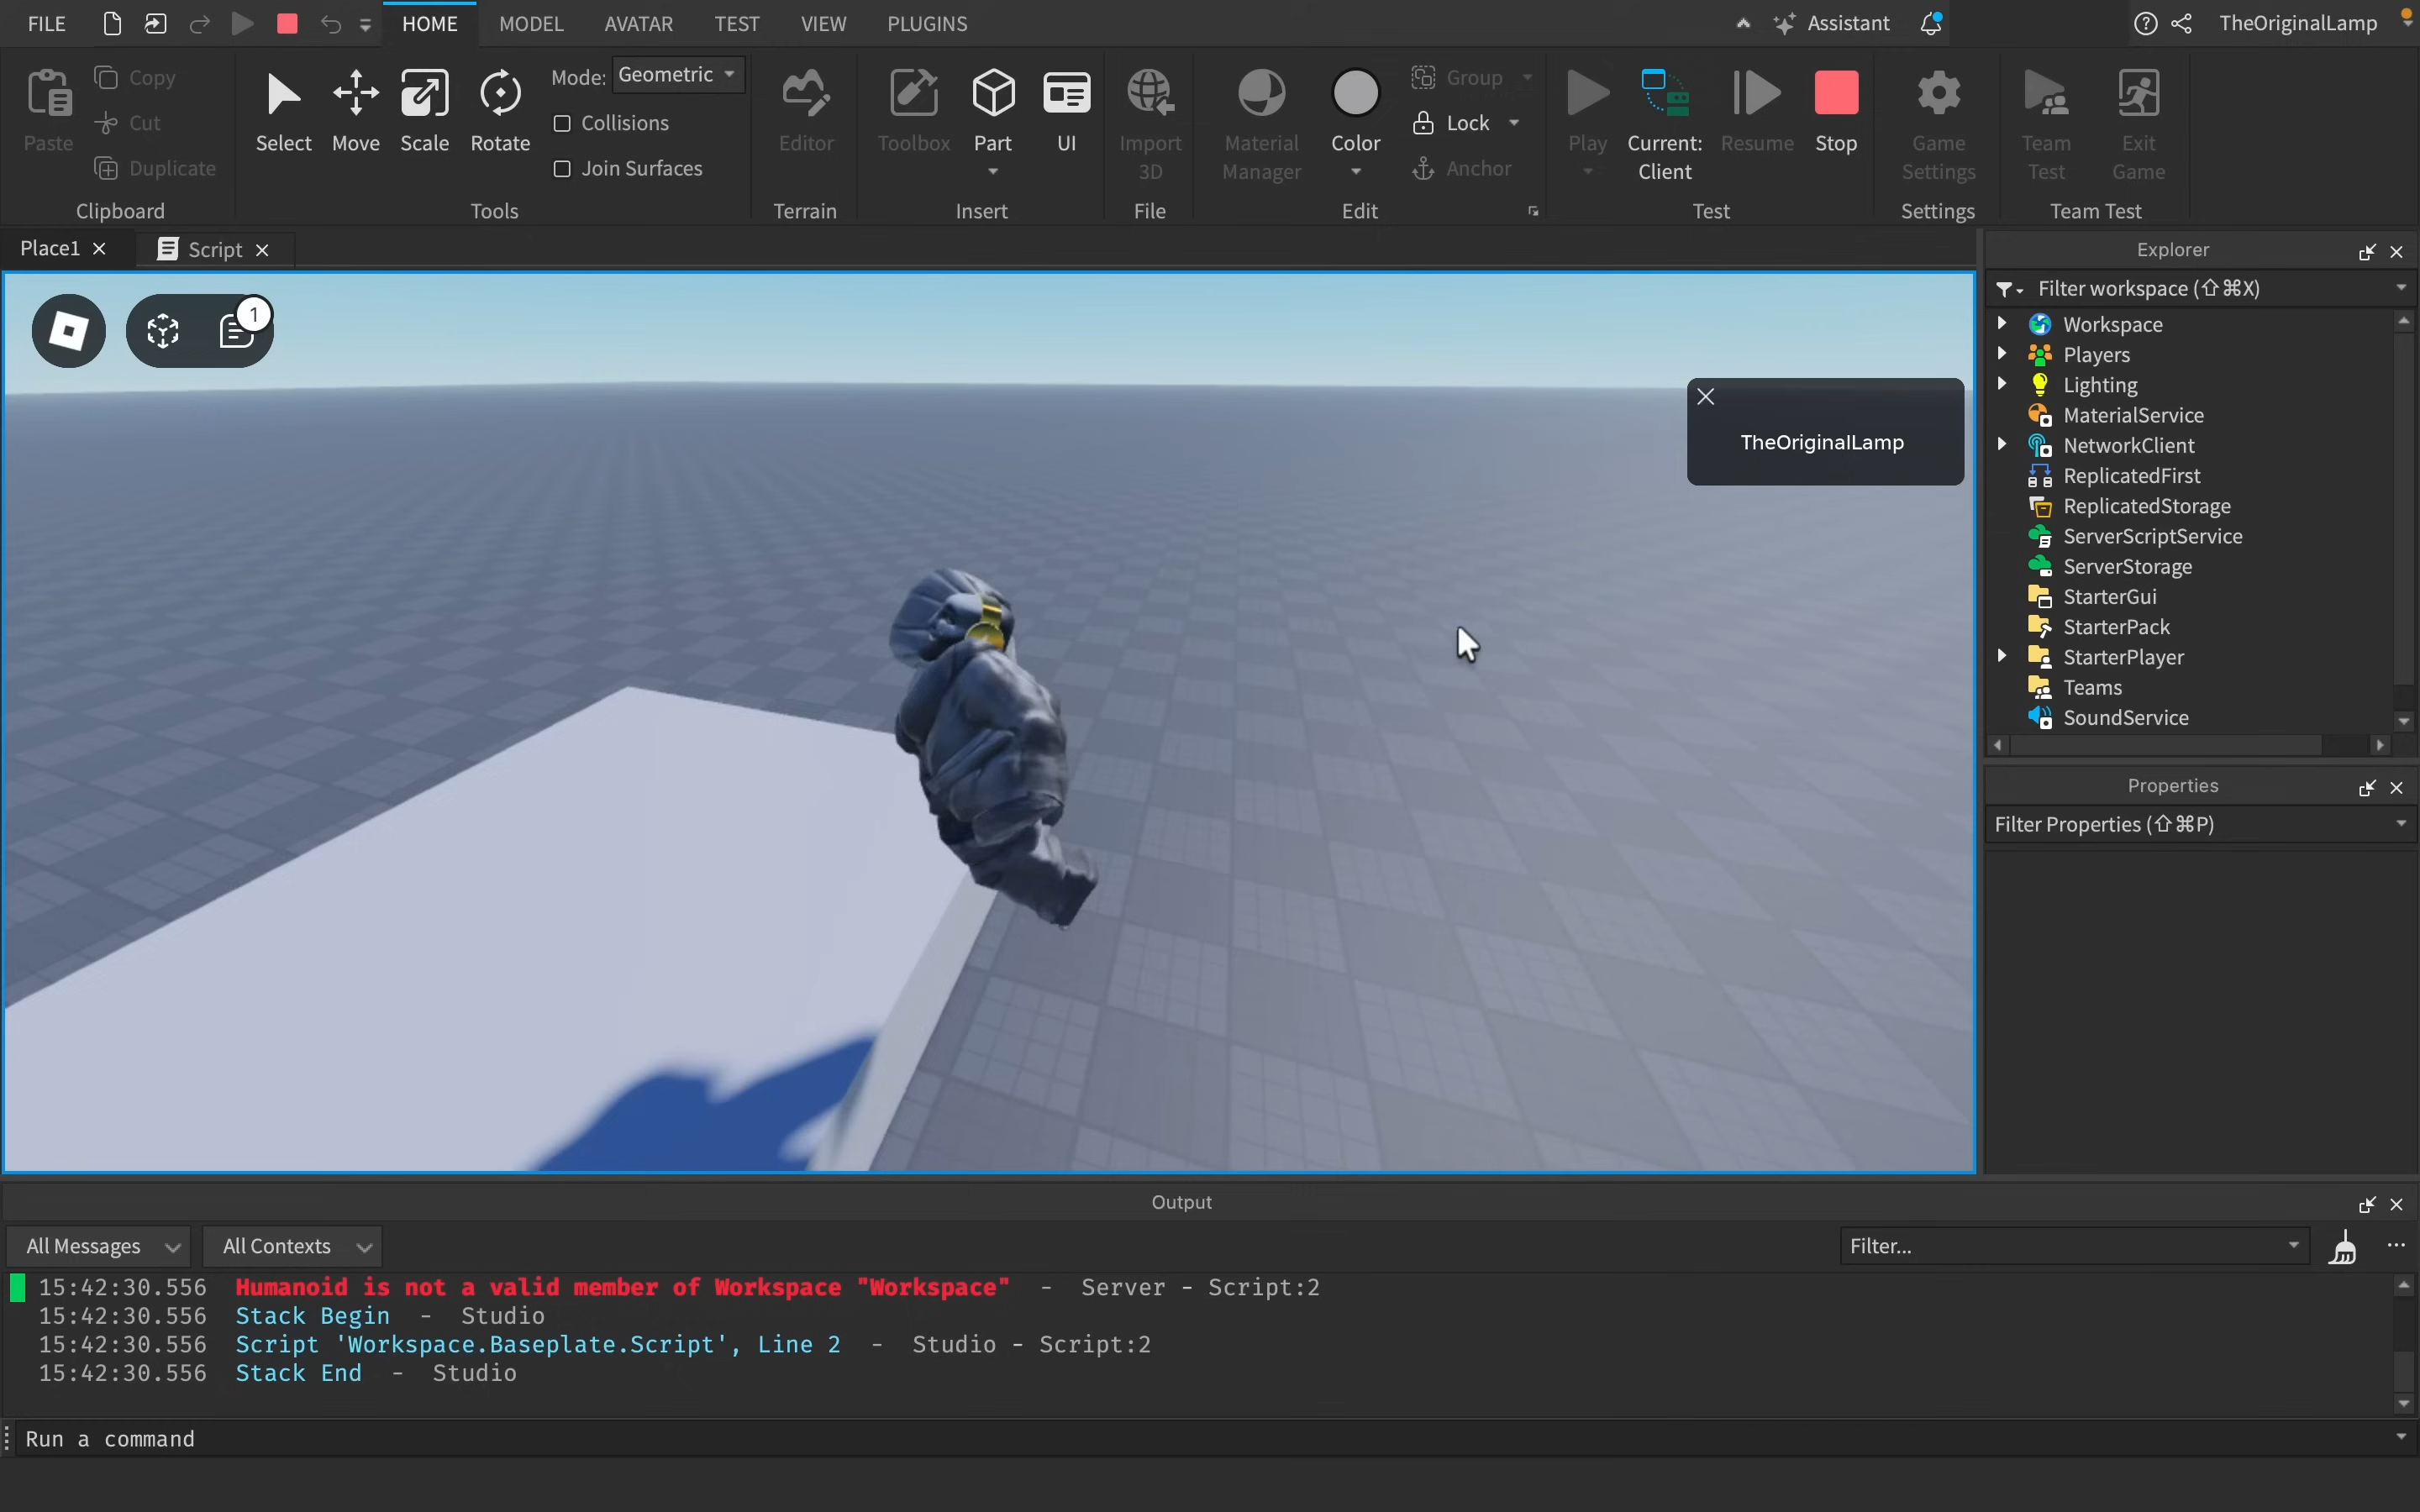 FILE
HOME
MODEL
AVATAR
TEST
VIEW
PLUGINS
Assistant
TheOriginalLamp
Paste
Copy
Cut
Duplicate
Clipboard
Select
Move
Scale
Rotate
Mode: Geometric
Collisions
Join Surfaces
Tools
Editor
Terrain
Toolbox
Part
UI
Insert
Import
3D
File
Material
Manager
Color
Group
Lock
Anchor
Edit
Play
Current:
Client
Resume
Stop
Test
Game
Settings
Settings
Team
Test
Exit
Game
Team Test
Place1
Script
1
TheOriginalLamp
Explorer
Filter workspace (⇧⌘X)
Workspace
Players
Lighting
MaterialService
NetworkClient
ReplicatedFirst
ReplicatedStorage
ServerScriptService
ServerStorage
StarterGui
StarterPack
StarterPlayer
Teams
SoundService
Properties
Filter Properties (⇧⌘P)
Output
All Messages
All Contexts
Filter...
15:42:30.556 Humanoid is not a valid member of Workspace "Workspace" - Server - Script:2
15:42:30.556 Stack Begin - Studio
15:42:30.556 Script 'Workspace.Baseplate.Script', Line 2 - Studio - Script:2
15:42:30.556 Stack End - Studio
Run a command